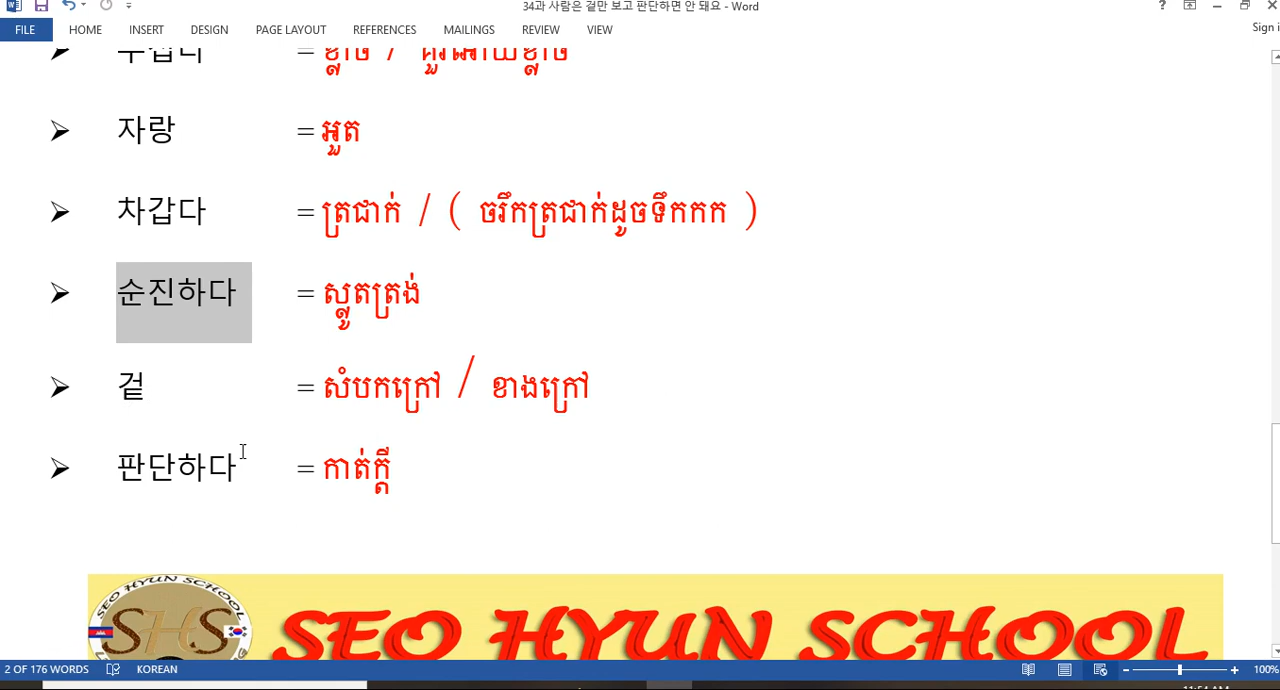 34과 사람은 겉만 보고 판단하면 안 돼요 - Word
FILE HOME INSERT DESIGN PAGE LAYOUT REFERENCES MAILINGS REVIEW VIEW Sign i
➢ 자랑 = អួត
➢ 차갑다 = ត្រជាក់ / ( ចរឹកត្រជាក់ដូចទឹកកក )
➢ 순진하다 = ស្លូតត្រង់
➢ 겉 = សំបកក្រៅ / ខាងក្រៅ
➢ 판단하다 = កាត់ក្ដី
SHS SEO HYUN SCHOOL
2 OF 176 WORDS KOREAN 100%